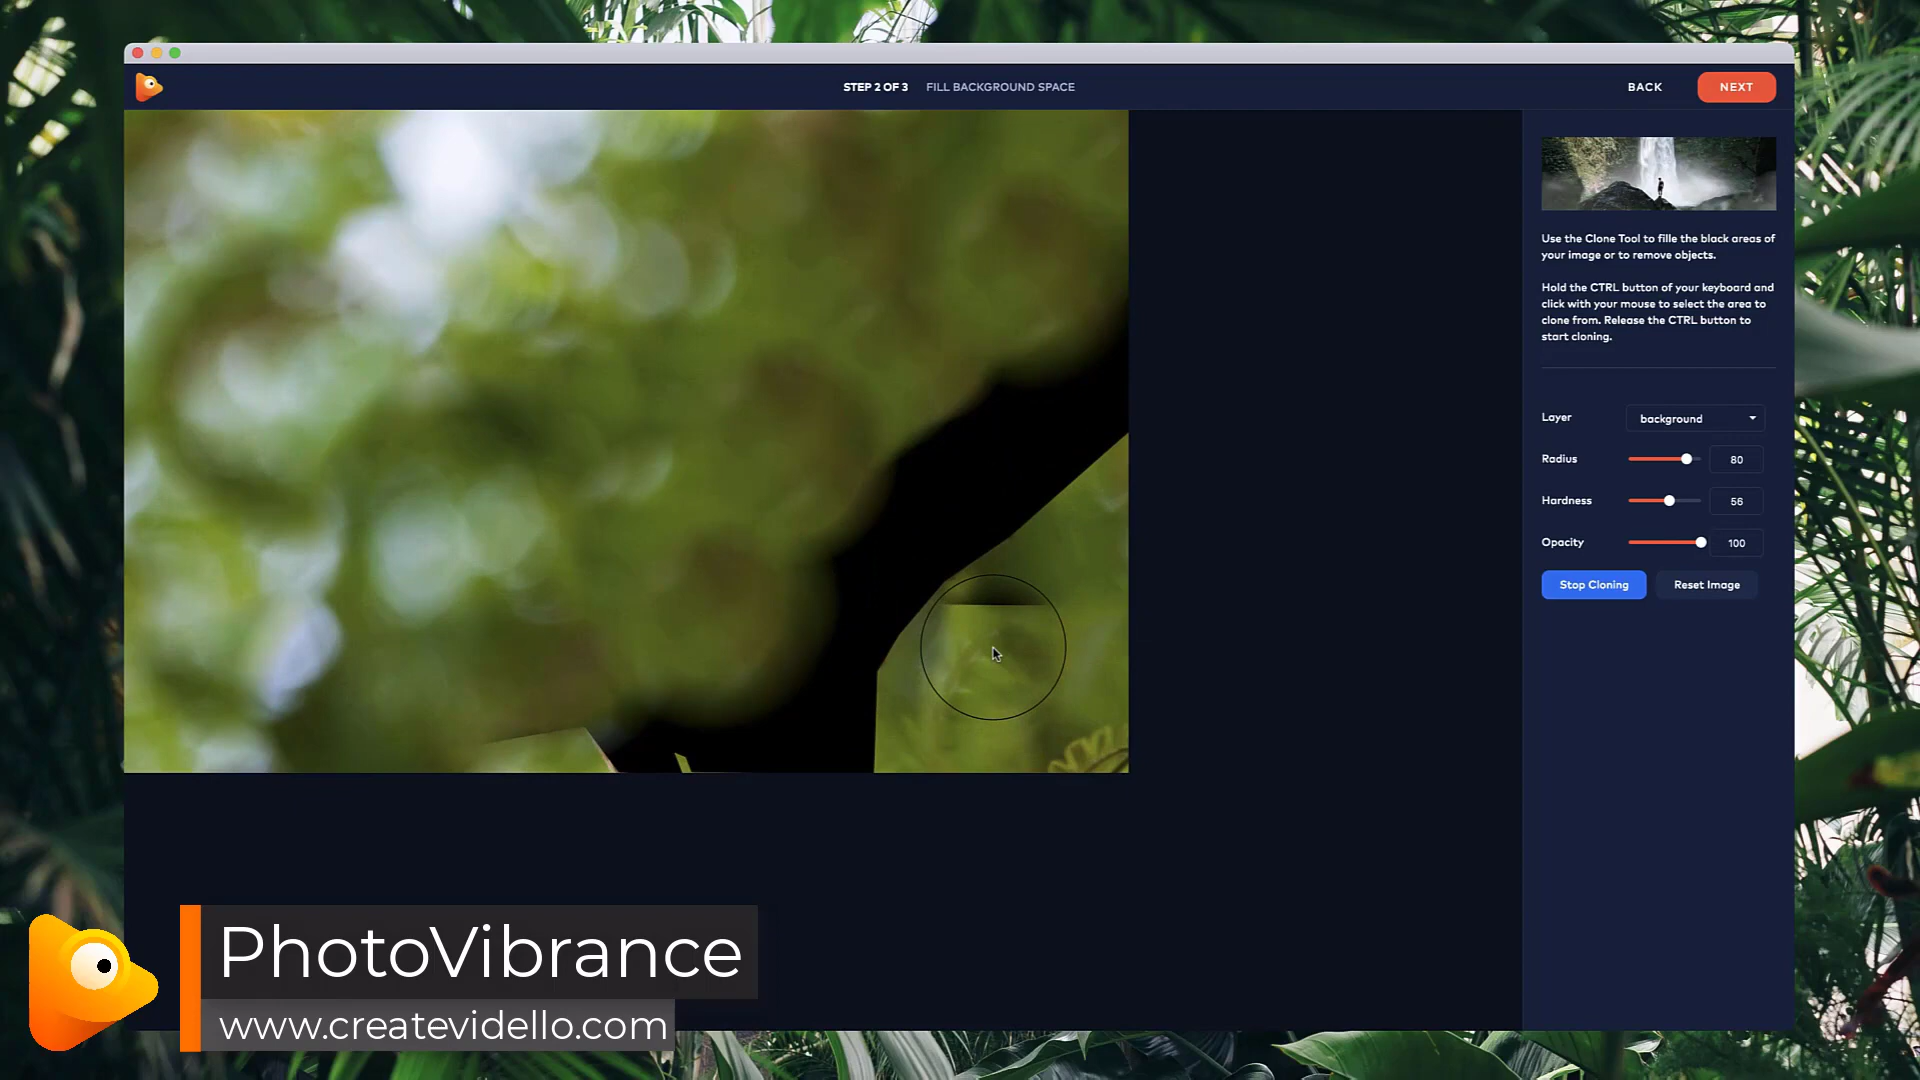 STEP 2 OF 3 FILL BACKGROUND SPACE
BACK
NEXT
Use the Clone Tool to fille the black areas of
your image or to remove objects.
Hold the CTRL button of your keyboard and
click with your mouse to select the area to
clone from. Release the CTRL button to
start cloning.
Layer background
Radius 80
Hardness 56
Opacity 100
Stop Cloning Reset Image
PhotoVibrance
www.createvidello.com